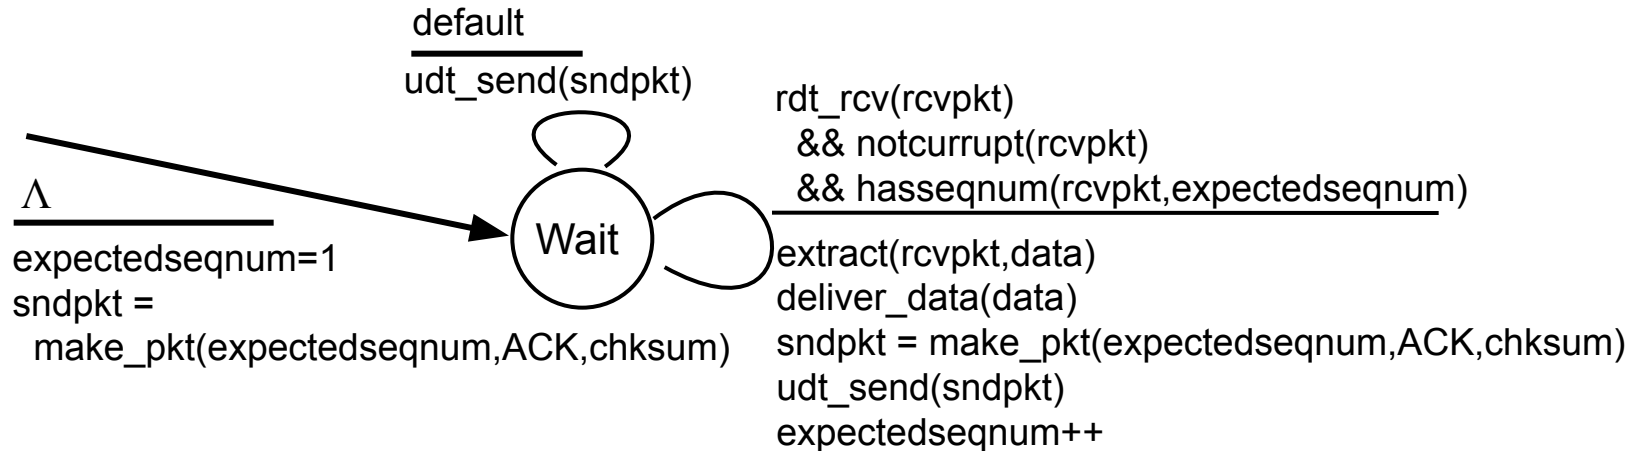 default
udt_send(sndpkt)
rdt_rcv(rcvpkt)
&& notcurrupt(rcvpkt)
&& hasseqnum(rcvpkt,expectedseqnum)
Λ
Wait
expectedseqnum=1
sndpkt =
make_pkt(expectedseqnum,ACK,chksum)
extract(rcvpkt,data)
deliver_data(data)
sndpkt = make_pkt(expectedseqnum,ACK,chksum)
udt_send(sndpkt)
expectedseqnum++